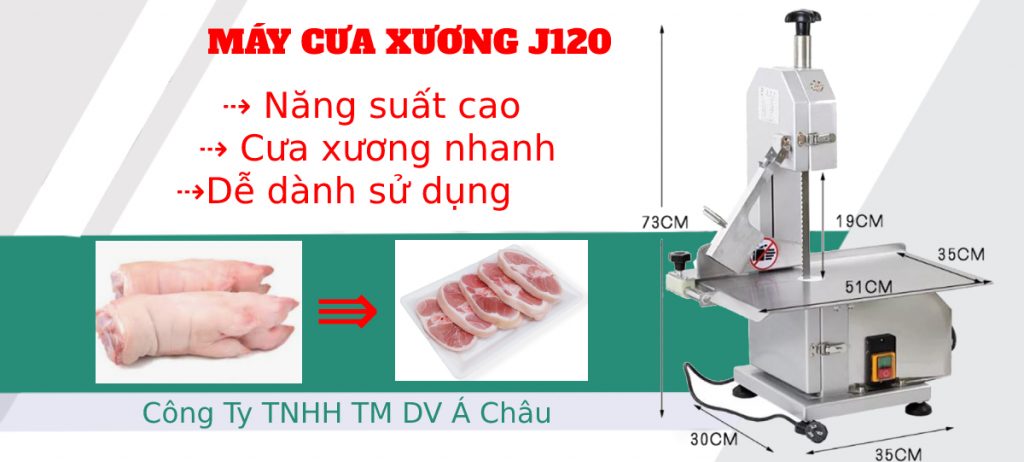 MÁY CƯA XƯƠNG J120
⇢ Năng suất cao
⇢ Cưa xương nhanh
⇢Dễ dành sử dụng
73CM
19CM
35CM
51CM
Công Ty TNHH TM DV Á Châu
30CM
35CM